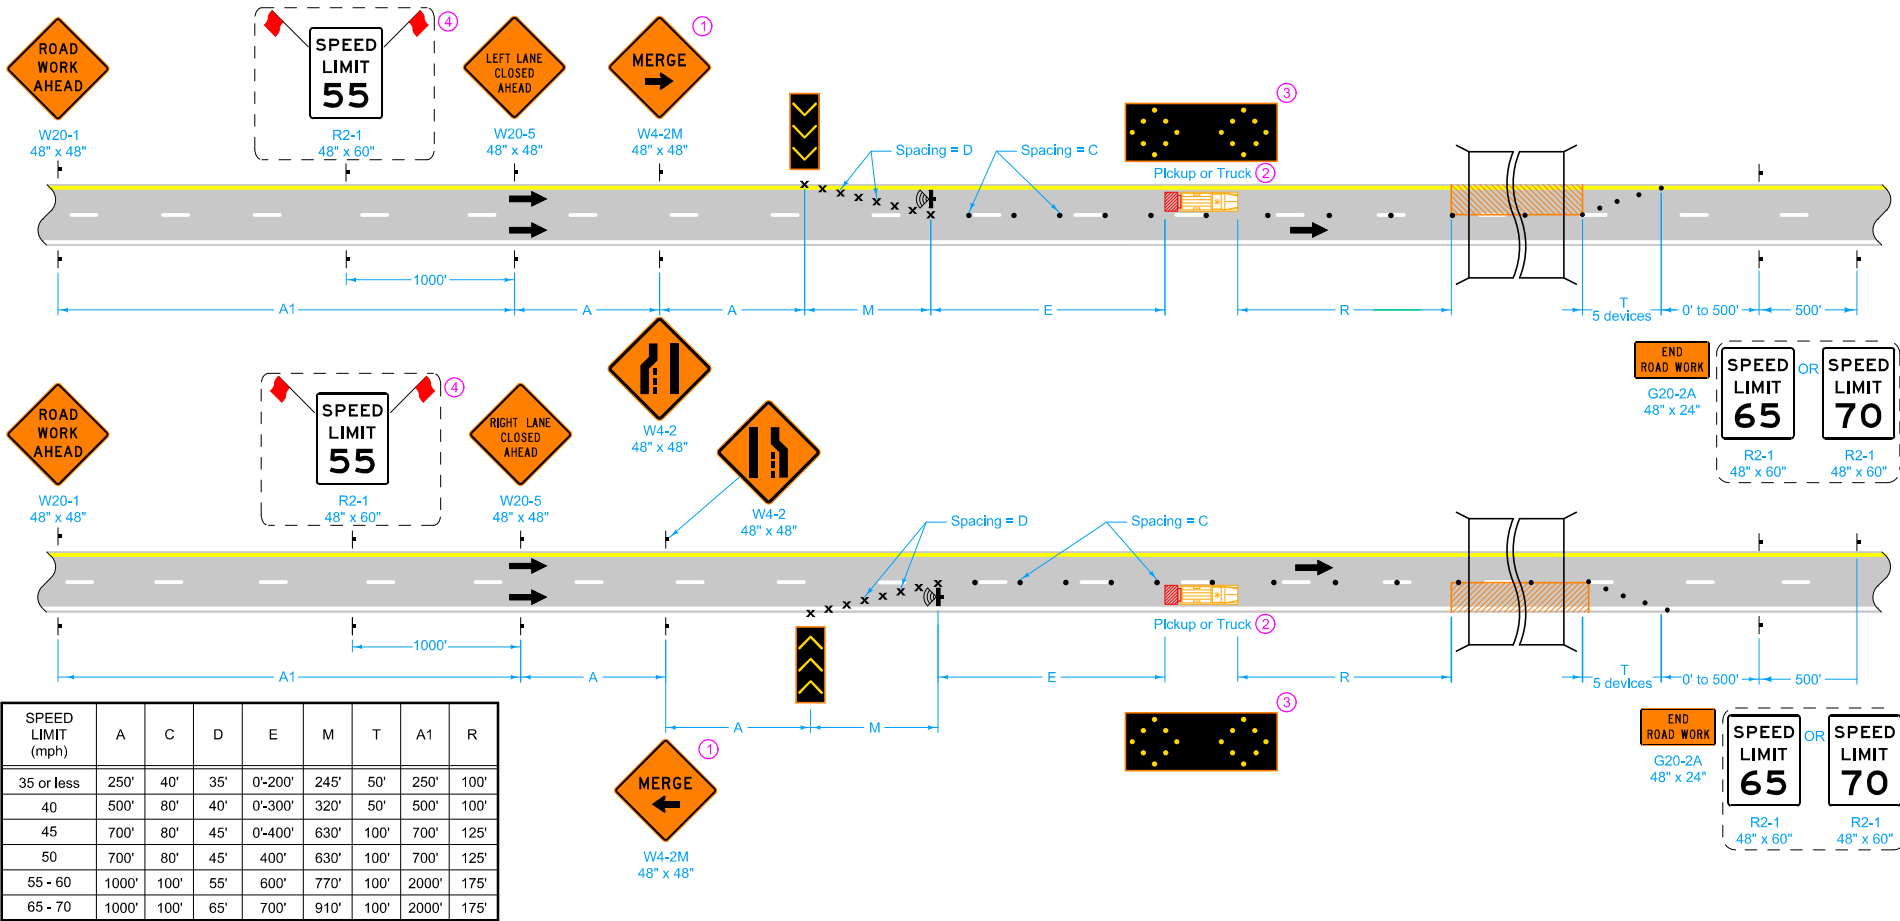 ROAD
WORK
AHEAD
W20-1
48" x 48"
SPEED
LIMIT
55
R2-1
48" x 60"
4
LEFT LANE
CLOSED
AHEAD
W20-5
48" x 48"
MERGE
1
W4-2M
48" x 48"
Spacing = D
Spacing = C
3
Pickup or Truck 2
1000'
A1
A
A
M
E
R
T
5 devices
0' to 500'
500'
W4-2
48" x 48"
END
ROAD WORK
G20-2A
48" x 24"
SPEED
LIMIT
65
R2-1
48" x 60"
OR
SPEED
LIMIT
70
R2-1
48" x 60"
ROAD
WORK
AHEAD
W20-1
48" x 48"
SPEED
LIMIT
55
R2-1
48" x 60"
4
RIGHT LANE
CLOSED
AHEAD
W20-5
48" x 48"
W4-2
48" x 48"
Spacing = D
Spacing = C
Pickup or Truck 2
1000'
A1
A
E
R
T
5 devices
0' to 500'
500'
A
M
3
MERGE
1
W4-2M
48" x 48"
END
ROAD WORK
G20-2A
48" x 24"
SPEED
LIMIT
65
R2-1
48" x 60"
OR
SPEED
LIMIT
70
R2-1
48" x 60"
SPEED
LIMIT
(mph)
A C D E M T A1 R
35 or less 250' 40' 35' 0'-200' 245' 50' 250' 100'
40 500' 80' 40' 0'-300' 320' 50' 500' 100'
45 700' 80' 45' 0'-400' 630' 100' 700' 125'
50 700' 80' 45' 400' 630' 100' 700' 125'
55 - 60 1000' 100' 55' 600' 770' 100' 2000' 175'
65 - 70 1000' 100' 65' 700' 910' 100' 2000' 175'